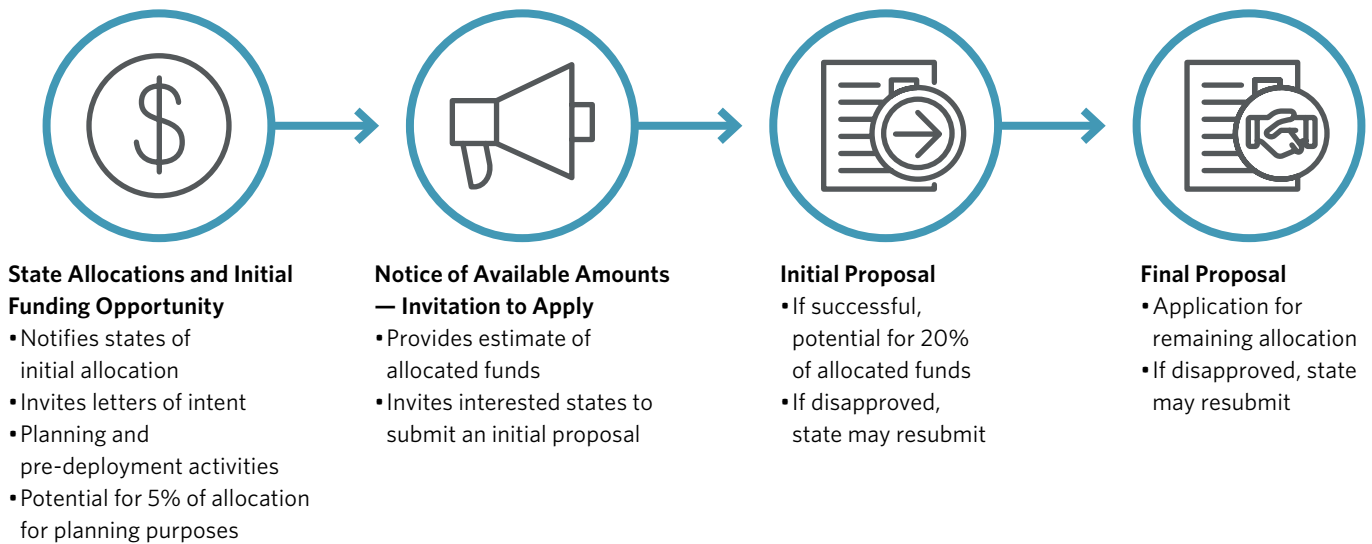 $
State Allocations and Initial
Funding Opportunity
• Notifies states of
initial allocation
• Invites letters of intent
• Planning and
pre-deployment activities
• Potential for 5% of allocation
for planning purposes
Notice of Available Amounts
— Invitation to Apply
• Provides estimate of
allocated funds
• Invites interested states to
submit an initial proposal
Initial Proposal
• If successful,
potential for 20%
of allocated funds
• If disapproved,
state may resubmit
Final Proposal
• Application for
remaining allocation
• If disapproved, state
may resubmit